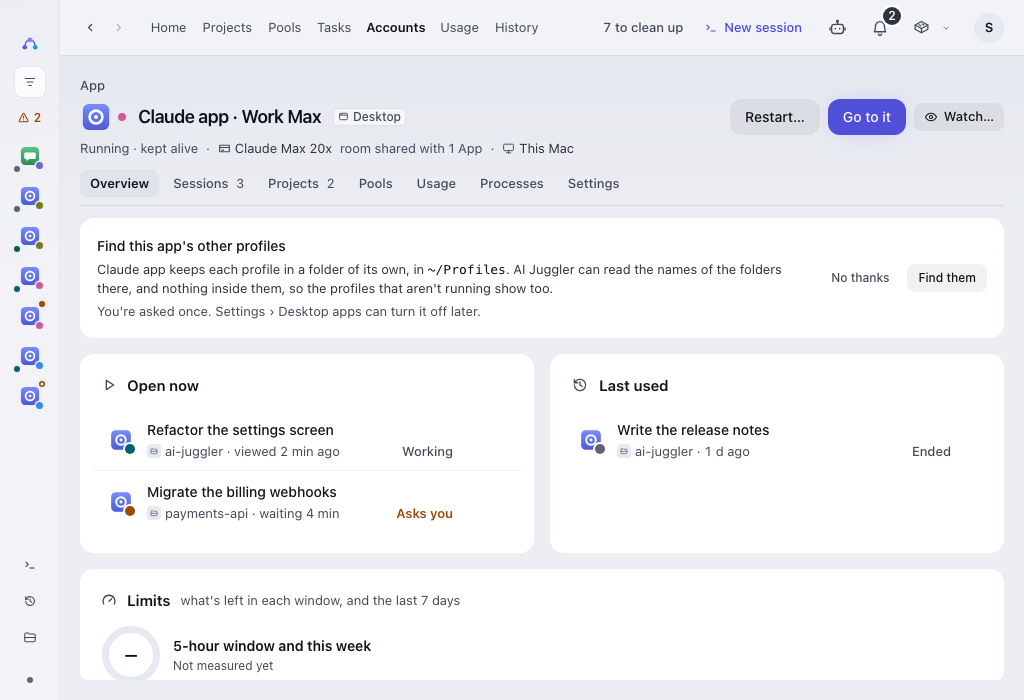 Home Projects Pools Tasks Accounts Usage History 7 to clean up New session 2 S
2
App
Claude app · Work Max Desktop Restart... Go to it Watch...
Running · kept alive · Claude Max 20x room shared with 1 App · This Mac
Overview Sessions 3 Projects 2 Pools Usage Processes Settings
Find this app's other profiles
Claude app keeps each profile in a folder of its own, in ~/Profiles. AI Juggler can read the names of the folders
there, and nothing inside them, so the profiles that aren't running show too.
No thanks Find them
You're asked once. Settings › Desktop apps can turn it off later.
Open now
Refactor the settings screen
ai-juggler · viewed 2 min ago Working
Migrate the billing webhooks
payments-api · waiting 4 min Asks you
Last used
Write the release notes
ai-juggler · 1 d ago Ended
Limits what's left in each window, and the last 7 days
5-hour window and this week
Not measured yet